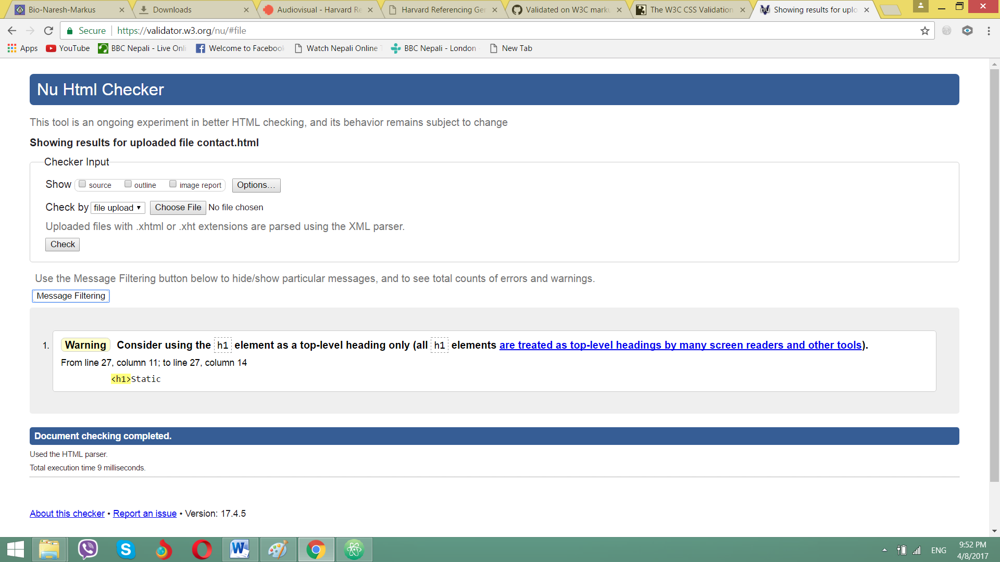 Bio-Naresh-Markus
Downloads
Audiovisual - Harvard Re
Harvard Referencing Ger
Validated on W3C marku
The W3C CSS Validation
Showing results for uplo
Secure https://validator.w3.org/nu/#file
Apps YouTube BBC Nepali - Live Onli Welcome to Facebook Watch Nepali Online BBC Nepali - London New Tab
Nu Html Checker
This tool is an ongoing experiment in better HTML checking, and its behavior remains subject to change
Showing results for uploaded file contact.html
Checker Input
Show source outline image report Options...
Check by file upload Choose File No file chosen
Uploaded files with .xhtml or .xht extensions are parsed using the XML parser.
Check
Use the Message Filtering button below to hide/show particular messages, and to see total counts of errors and warnings.
Message Filtering
1. Warning Consider using the h1 element as a top-level heading only (all h1 elements are treated as top-level headings by many screen readers and other tools).
From line 27, column 11; to line 27, column 14
<h1>Static
Document checking completed.
Used the HTML parser.
Total execution time 9 milliseconds.
About this checker • Report an issue • Version: 17.4.5
ENG
9:52 PM
4/8/2017